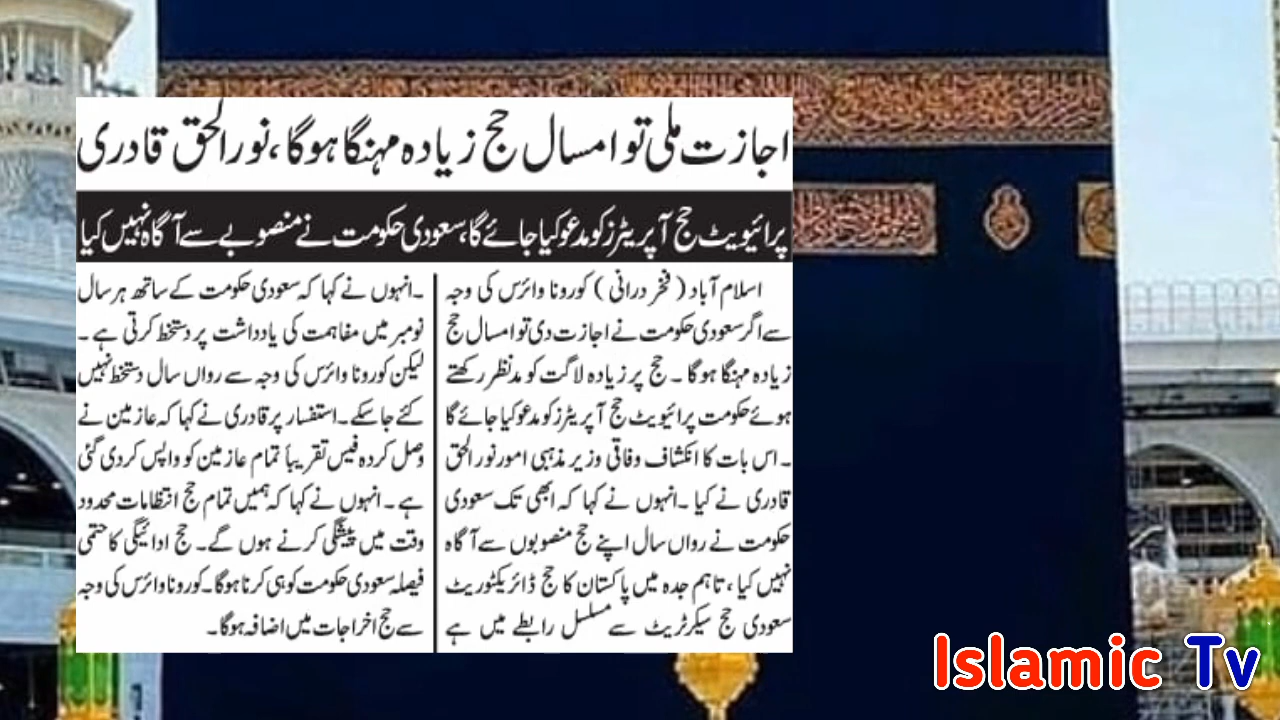 اجازت ملی تو امسال حج زیادہ مہنگا ہوگا، نورالحق قادری
پرائیویٹ حج آپریٹرز کو مدعو کیا جائے گا، سعودی حکومت نے منصوبے سے آگاہ نہیں کیا
اسلام آباد (فخر درانی) کورونا وائرس کی وجہ
سے اگر سعودی حکومت نے اجازت دی تو امسال حج
زیادہ مہنگا ہوگا۔ حج پر زیادہ لاگت کو مدنظر رکھتے
ہوئے حکومت پرائیویٹ حج آپریٹرز کو مدعو کیا جائے گا
۔ اس بات کا انکشاف وفاقی وزیر مذہبی امور نورالحق
قادری نے کیا ۔انہوں نے کہا کہ ابھی تک سعودی
حکومت نے رواں سال اپنے حج منصوبوں سے آگاہ
نہیں کیا، تاہم جدہ میں پاکستان کا حج ڈائریکٹوریٹ
سعودی حج سیکرٹریٹ سے مسلسل رابطے میں ہے
۔انہوں نے کہا کہ سعودی حکومت کے ساتھ ہر سال
نومبر میں مفاہمت کی یادداشت پر دستخط کرتی ہے ۔
لیکن کورونا وائرس کی وجہ سے رواں سال دستخط نہیں
کئے جاسکے۔استفسار پر قادری نے کہا کہ عازمین نے
وصل کردہ فیس تقریباً تمام عازمین کو واپس کردی گئی
ہے ۔انہوں نے کہا کہ ہمیں تمام حج انتظامات محدود
وقت میں پیشگی کرنے ہوں گے۔ حج ادائیگی کا حتمی
فیصلہ سعودی حکومت کو ہی کرنا ہوگا۔ کورونا وائرس کی وجہ
سے حج اخراجات میں اضافہ ہوگا۔
Islamic Tv